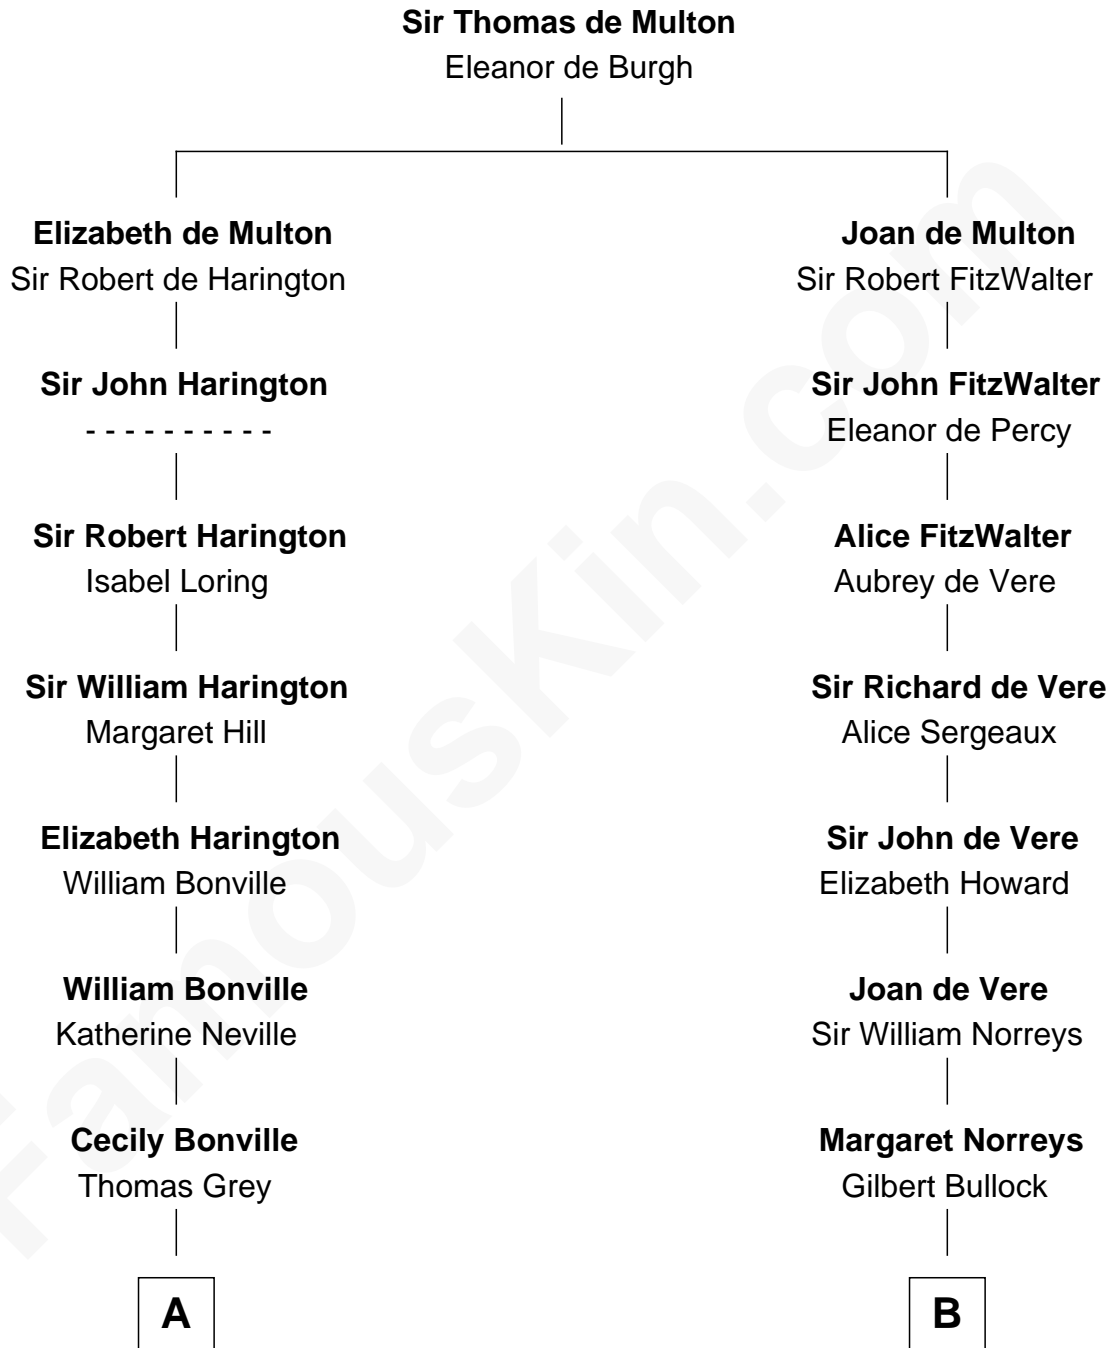 Sir Thomas de Multon
Eleanor de Burgh
Elizabeth de Multon
Sir Robert de Harington
Joan de Multon
Sir Robert FitzWalter
Sir John Harington
- - - - - - - - - -
Sir John FitzWalter
Eleanor de Percy
Sir Robert Harington
Isabel Loring
Alice FitzWalter
Aubrey de Vere
Sir William Harington
Margaret Hill
Sir Richard de Vere
Alice Sergeaux
Elizabeth Harington
William Bonville
Sir John de Vere
Elizabeth Howard
William Bonville
Katherine Neville
Joan de Vere
Sir William Norreys
Cecily Bonville
Thomas Grey
Margaret Norreys
Gilbert Bullock
A
B
FamousKin.com